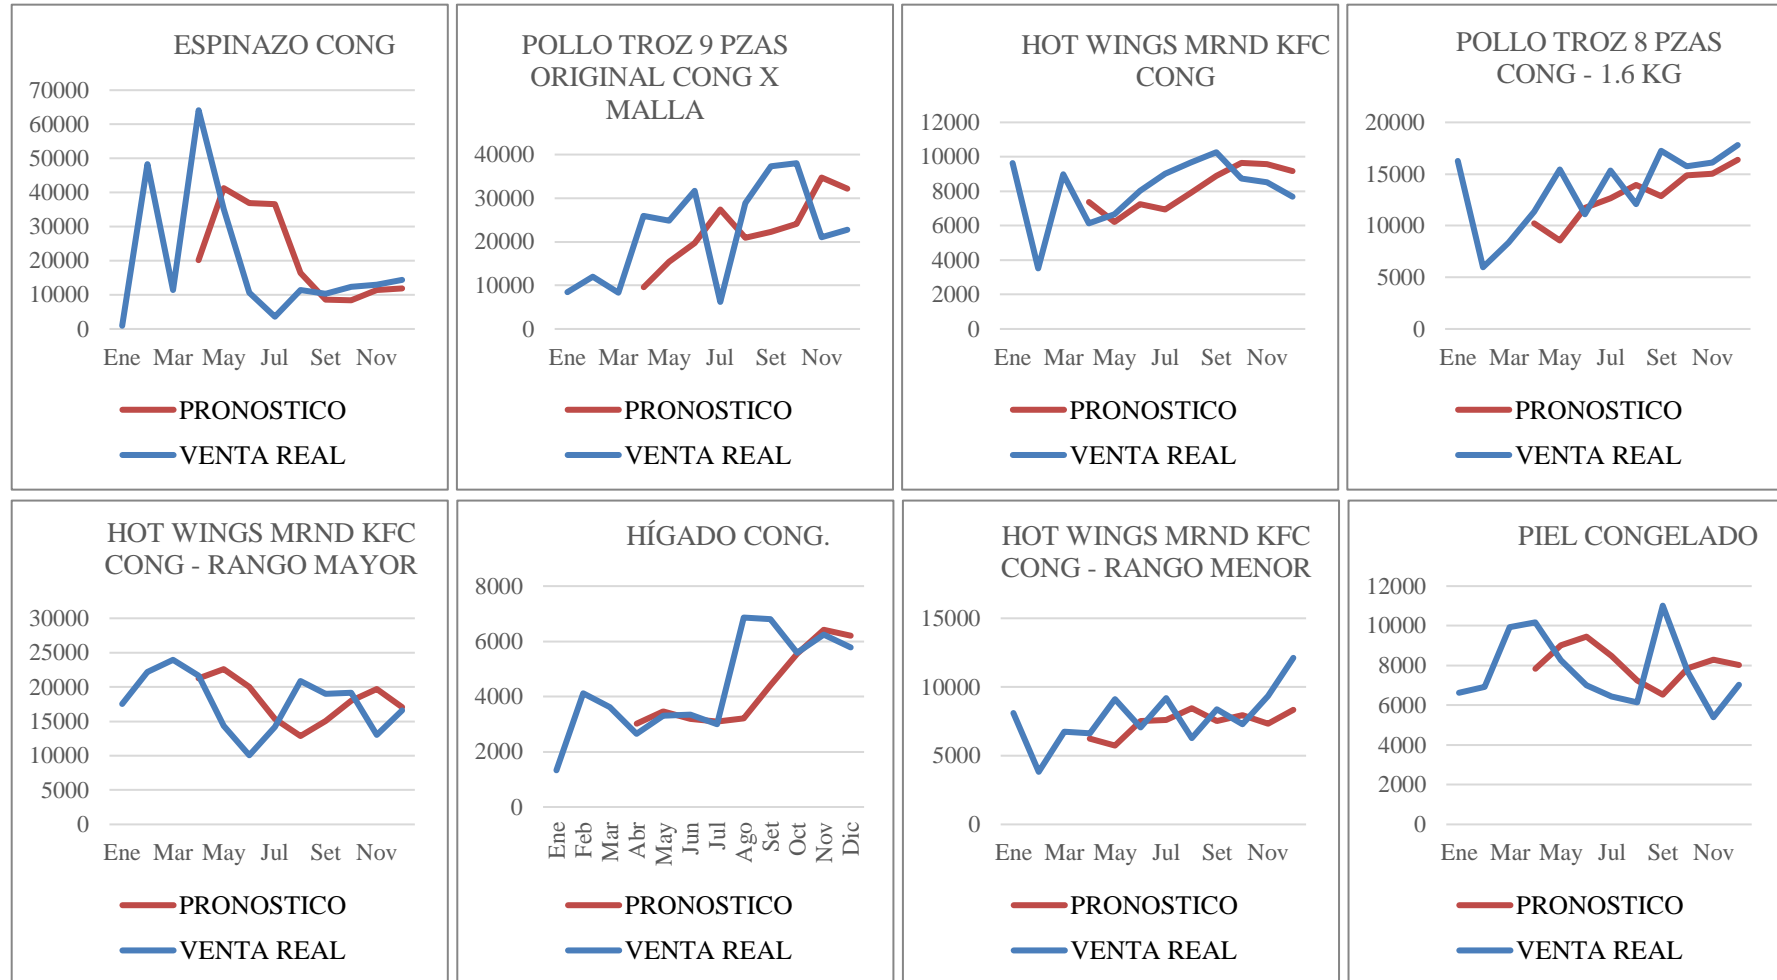 ESPINAZO CONG
70000
60000
50000
40000
30000
20000
10000
0
Ene Mar May Jul Set Nov
PRONOSTICO
VENTA REAL
POLLO TROZ 9 PZAS
ORIGINAL CONG X
MALLA
40000
30000
20000
10000
0
Ene Mar May Jul Set Nov
PRONOSTICO
VENTA REAL
HOT WINGS MRND KFC
CONG
12000
10000
8000
6000
4000
2000
0
Ene Mar May Jul Set Nov
PRONOSTICO
VENTA REAL
POLLO TROZ 8 PZAS
CONG - 1.6 KG
20000
15000
10000
5000
0
Ene Mar May Jul Set Nov
PRONOSTICO
VENTA REAL
HOT WINGS MRND KFC
CONG - RANGO MAYOR
30000
25000
20000
15000
10000
5000
0
Ene Mar May Jul Set Nov
PRONOSTICO
VENTA REAL
HÍGADO CONG.
8000
6000
4000
2000
0
Ene
Feb
Mar
Abr
May
Jun
Jul
Ago
Set
Oct
Nov
Dic
PRONOSTICO
VENTA REAL
HOT WINGS MRND KFC
CONG - RANGO MENOR
15000
10000
5000
0
Ene Mar May Jul Set Nov
PRONOSTICO
VENTA REAL
PIEL CONGELADO
12000
10000
8000
6000
4000
2000
0
Ene Mar May Jul Set Nov
PRONOSTICO
VENTA REAL